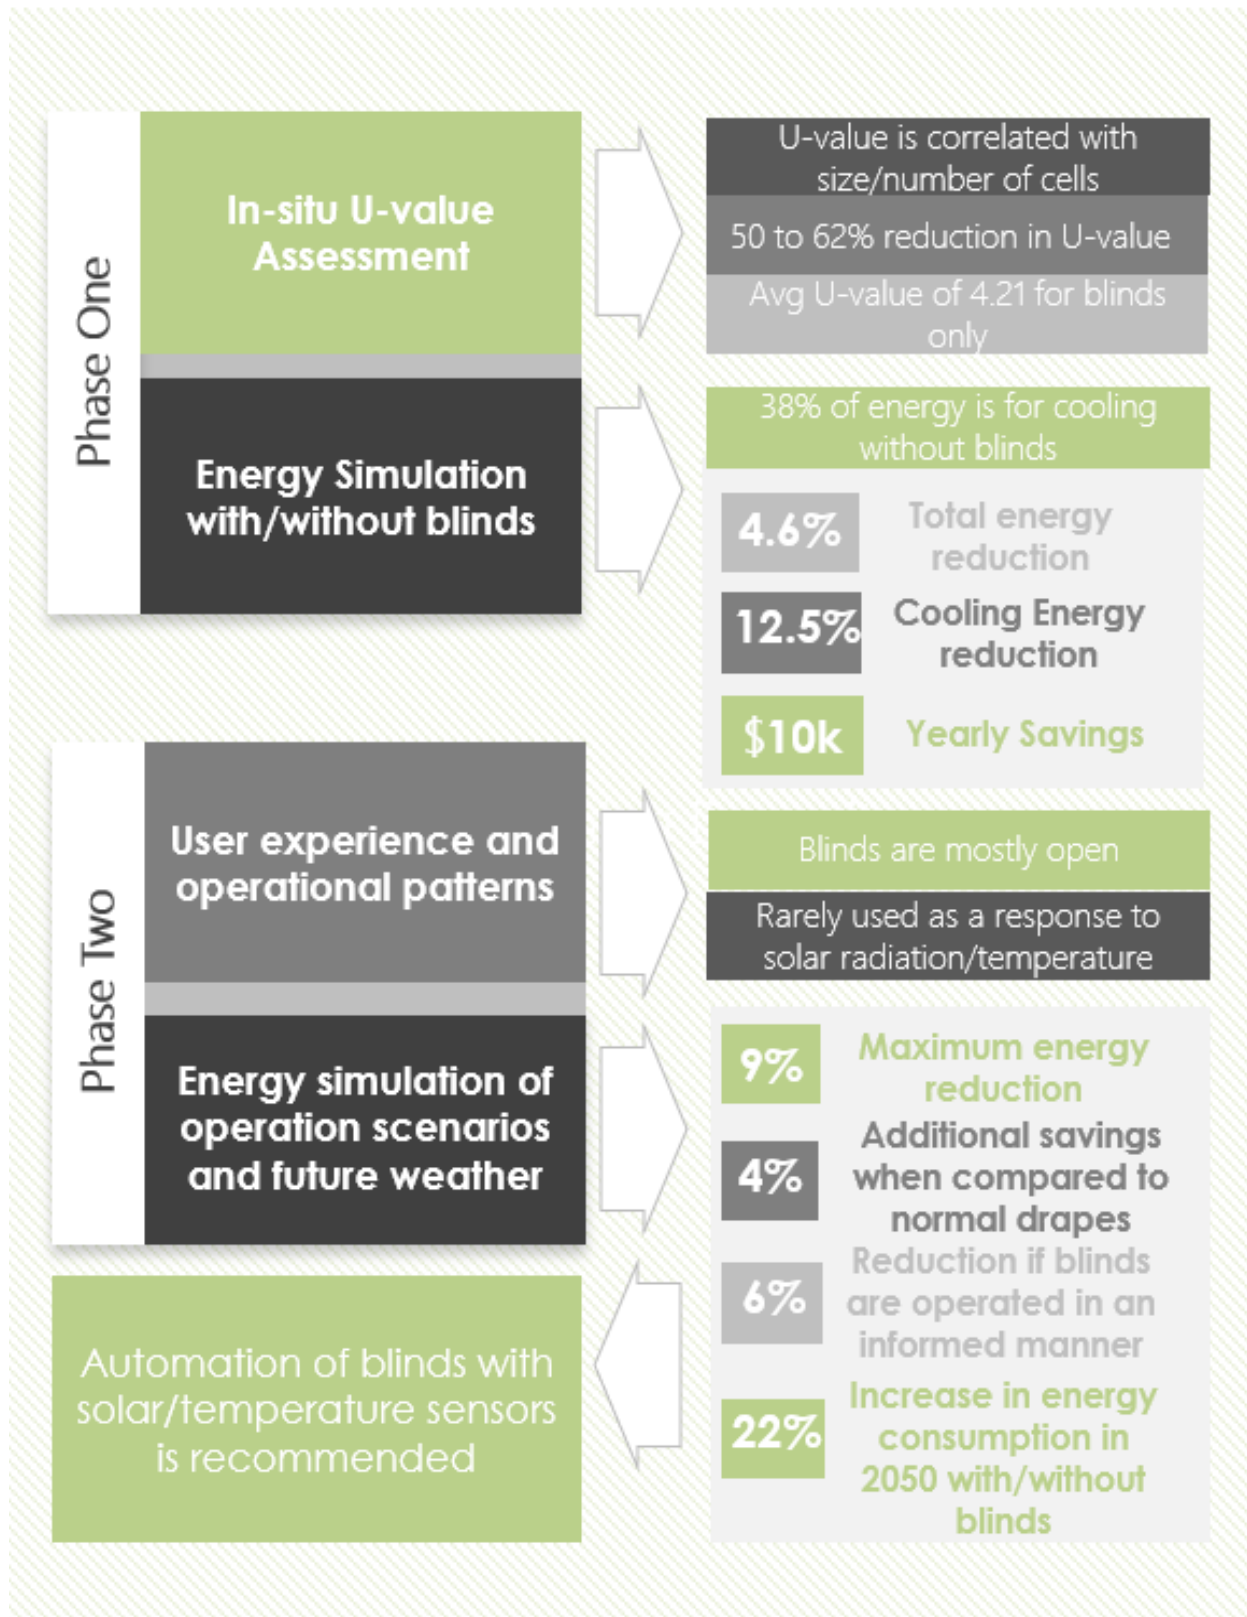 Phase One
In-situ U-value
Assessment
U-value is correlated with
size/number of cells
50 to 62% reduction in U-value
Avg U-value of 4.21 for blinds
only
Energy Simulation
with/without blinds
38% of energy is for cooling
without blinds
4.6%
Total energy
reduction
12.5%
Cooling Energy
reduction
$10k
Yearly Savings
Phase Two
User experience and
operational patterns
Blinds are mostly open
Rarely used as a response to
solar radiation/temperature
Energy simulation of
operation scenarios
and future weather
9%
Maximum energy
reduction
4%
Additional savings
when compared to
normal drapes
6%
Reduction if blinds
are operated in an
informed manner
22%
Increase in energy
consumption in
2050 with/without
blinds
Automation of blinds with
solar/temperature sensors
is recommended